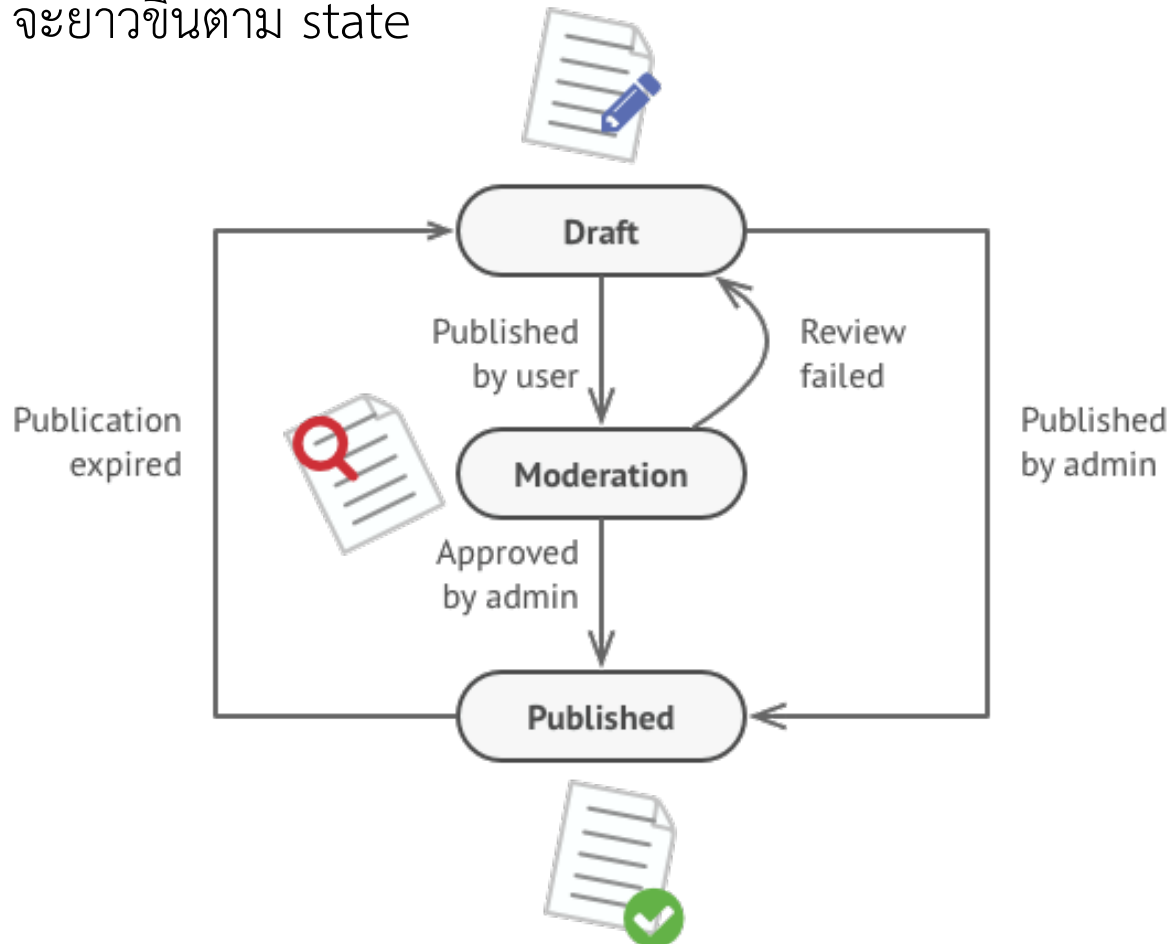 จะยาวขึ้นตาม state
Draft
Published
by user
Review
failed
Publication
expired
Published
by admin
Moderation
Approved
by admin
Published